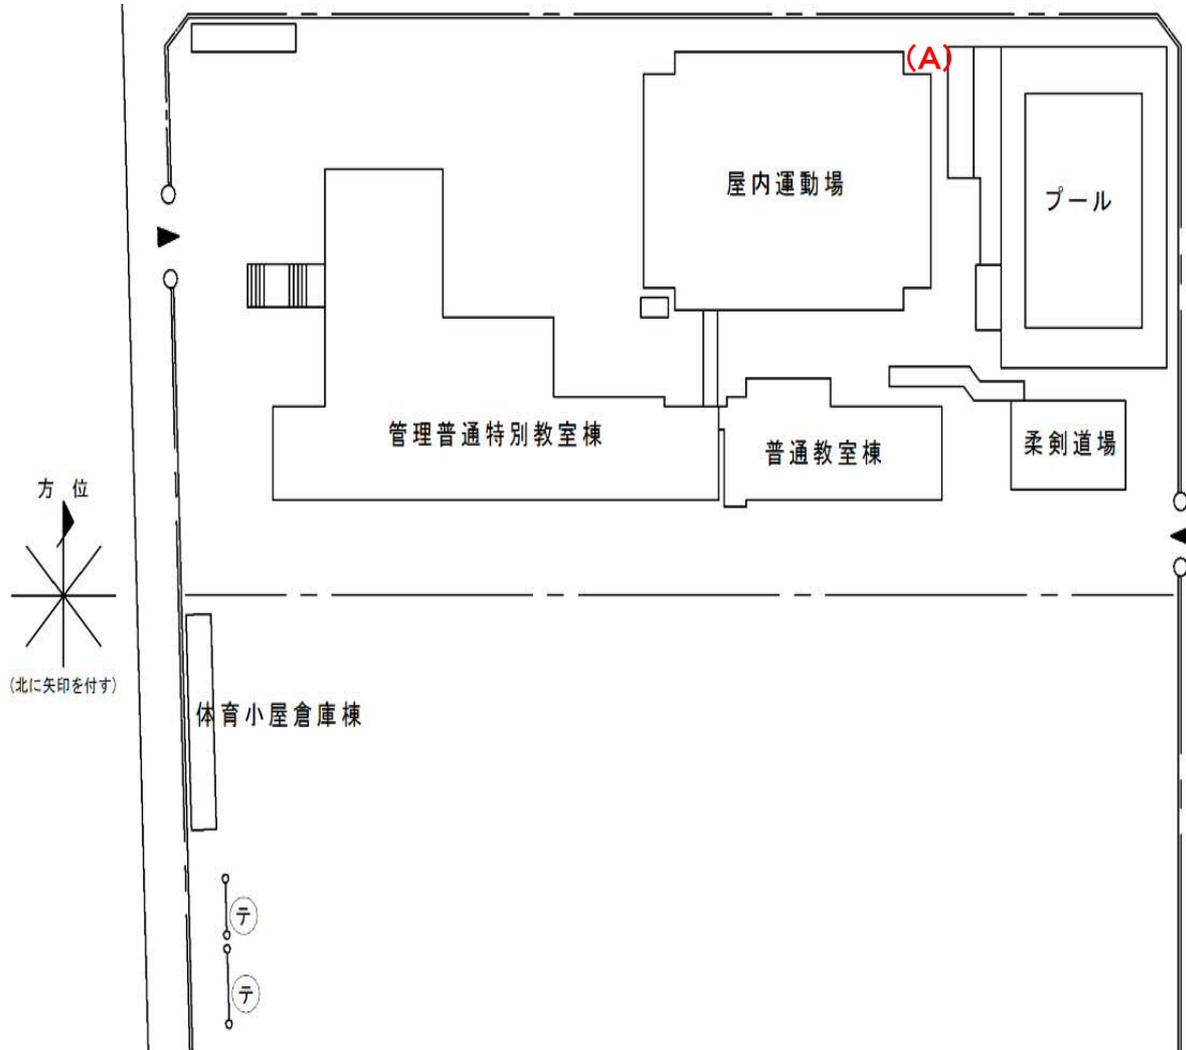 (A)
屋内運動場
プール
管理普通特別教室棟
普通教室棟
柔剣道場
方 位
(北に矢印を付す)
体育小屋倉庫棟
テ
テ